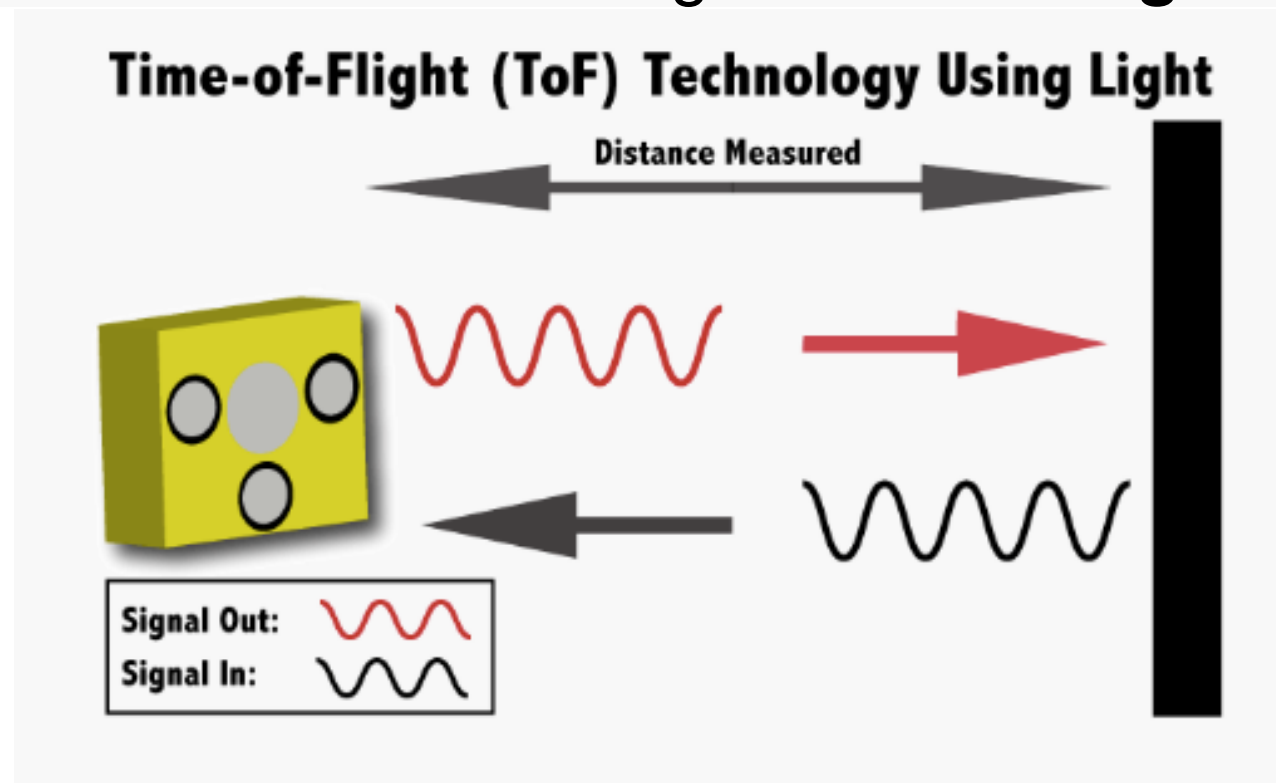 Time-of-Flight (ToF) Technology Using Light
Distance Measured
Signal Out:
Signal In: